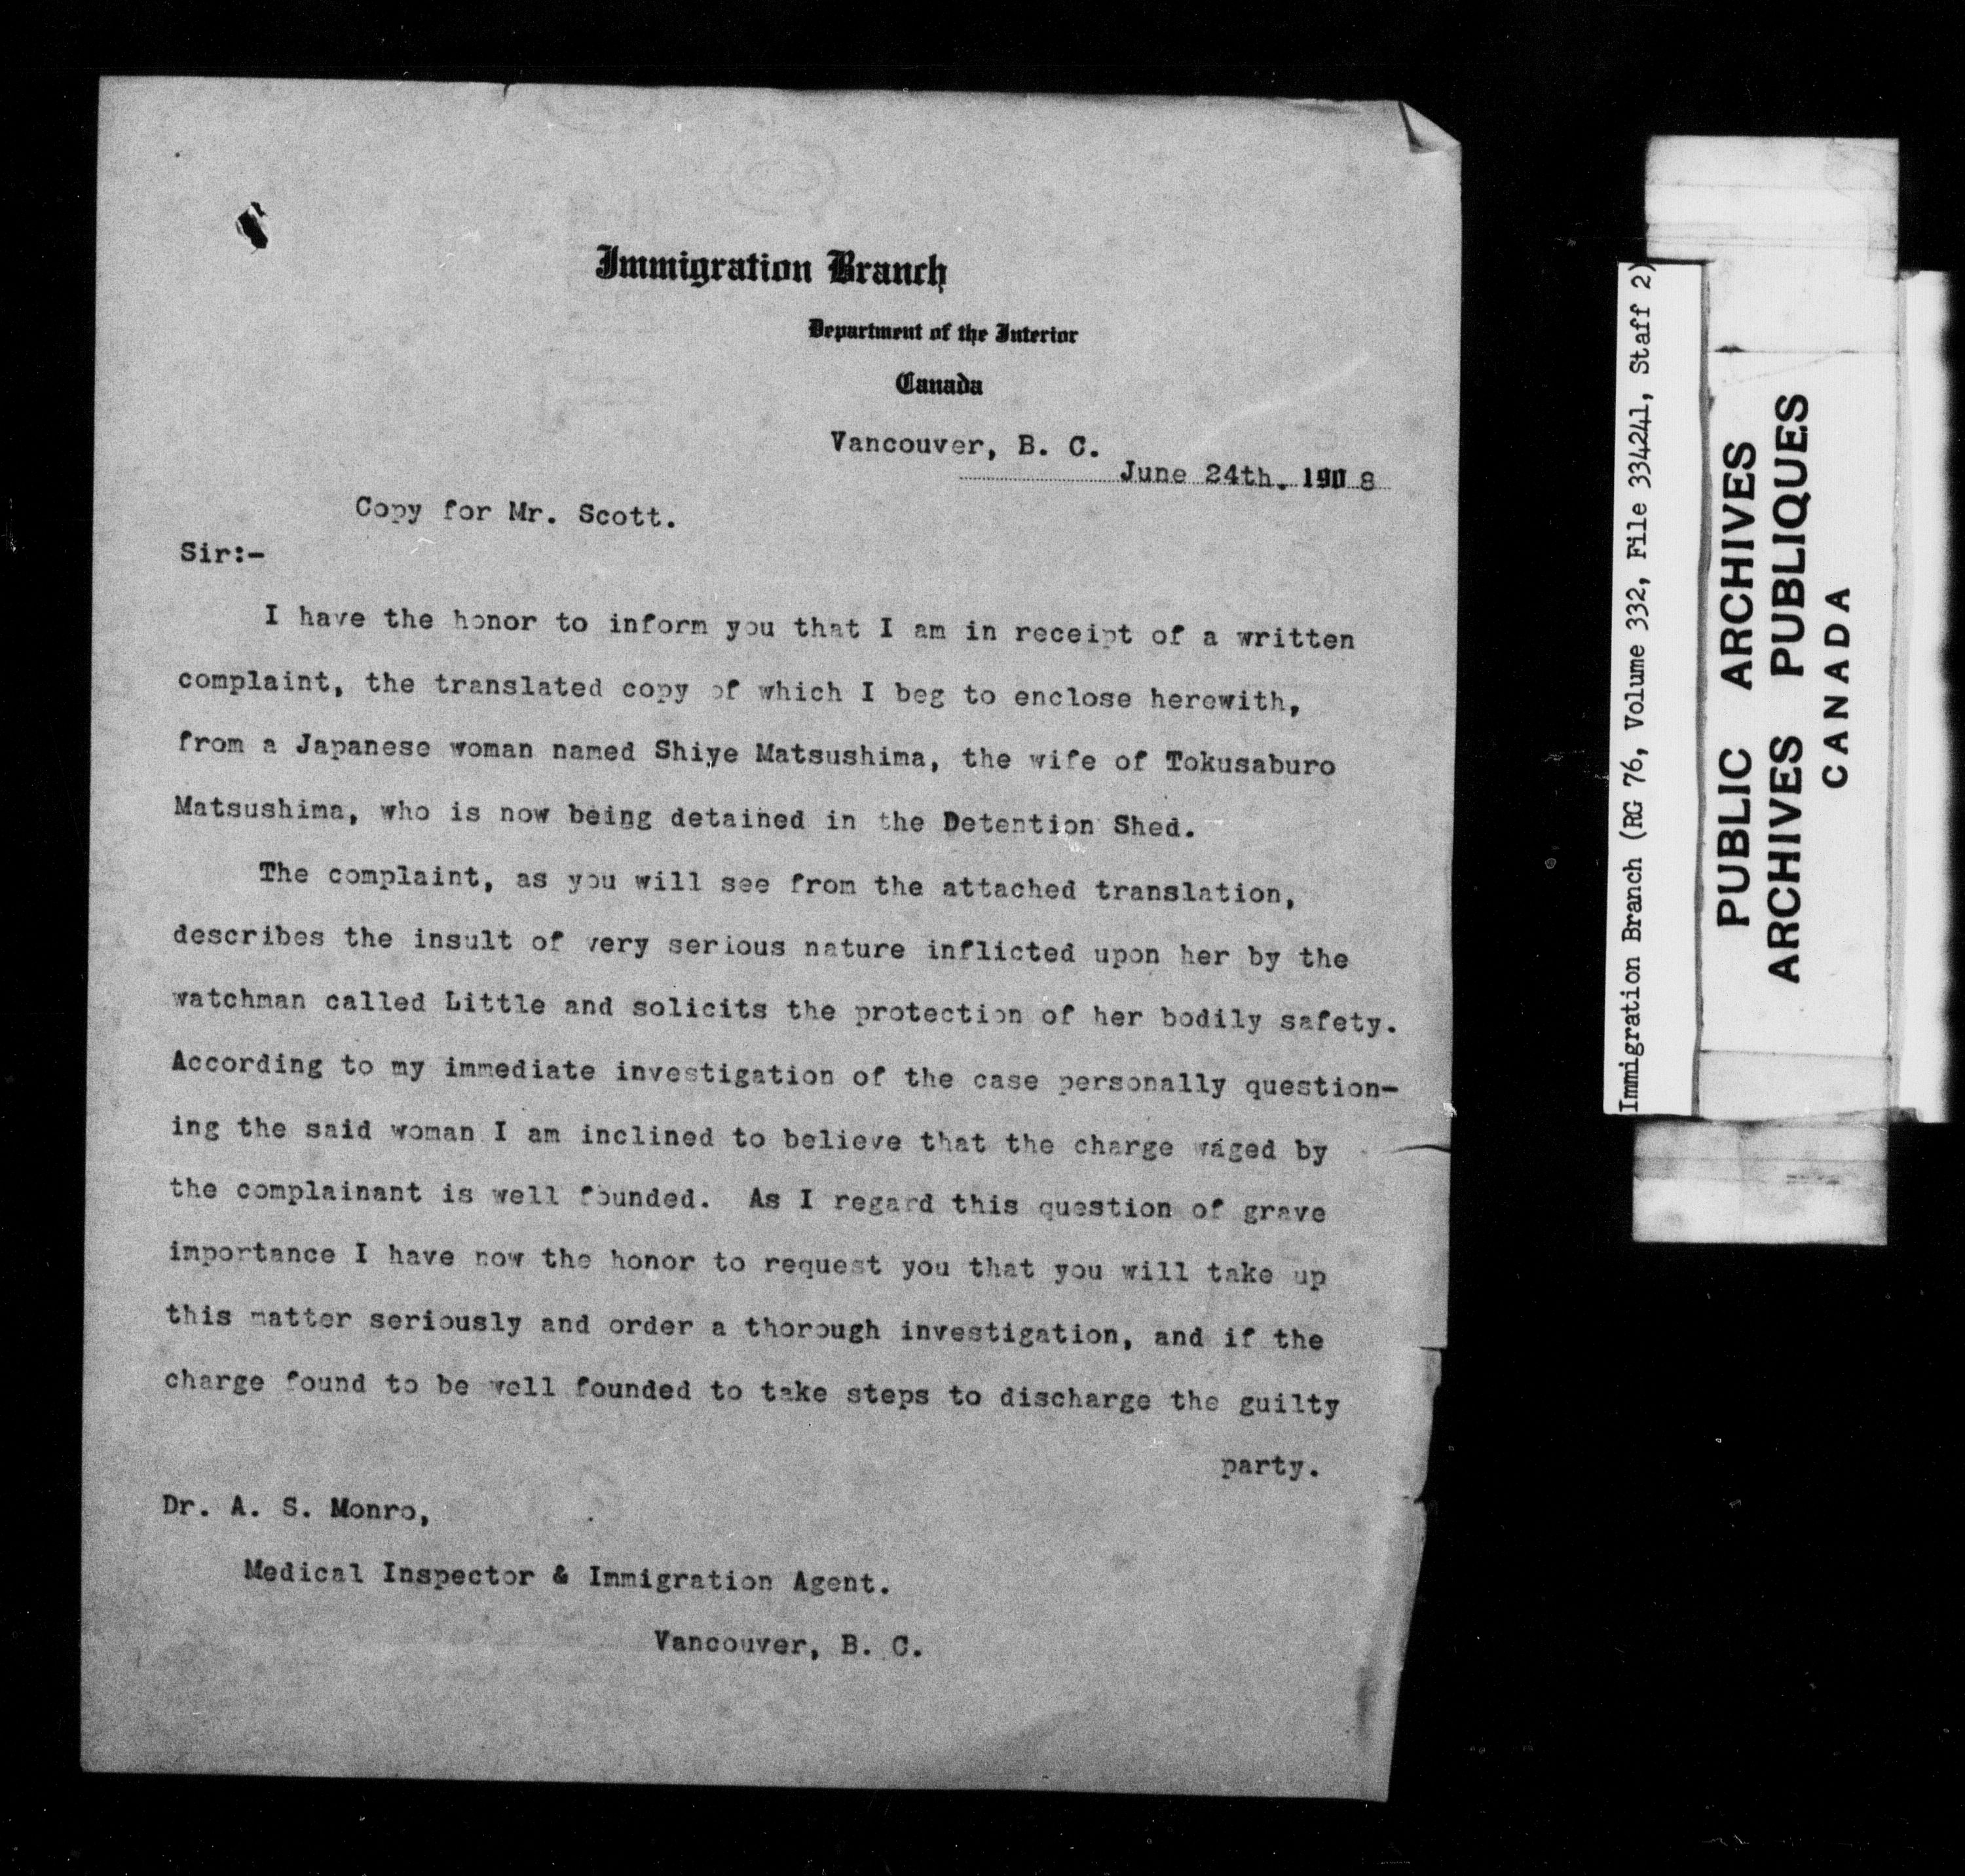 Immigration Branch
Department of the Interior
Canada
Vancouver, B. C.
June 24th. 190 8
Copy for Mr. Scott.
Sir:-
I have the honor to inform you that I am in receipt of a written
complaint, the translated copy of which I beg to enclose herewith,
from a Japanese woman named Shiye Matsushima, the wife of Tokusaburo
Matsushima, who is now being detained in the Detention Shed.
The complaint, as you will see from the attached translation,
describes the insult of very serious nature inflicted upon her by the
watchman called Little and solicits the protection of her bodily safety.
According to my immediate investigation of the case personally question-
ing the said woman I am inclined to believe that the charge waged by
the complainant is well founded. As I regard this question of grave
importance I have now the honor to request you that you will take up
this matter seriously and order a thorough investigation, and if the
charge found to be well founded to take steps to discharge the guilty
party.
Dr. A. S. Monro,
Medical Inspector & Immigration Agent.
Vancouver, B. C.
Immigration Branch (RG 76, Volume 332, File 334241, Staff 2)
PUBLIC ARCHIVES
ARCHIVES PUBLIQUES
CANADA